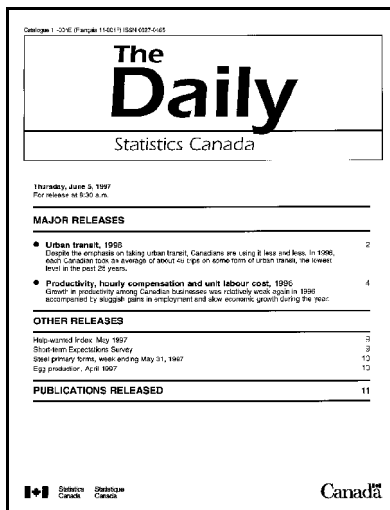 Catalogue 11-001E (Français 11-001F) ISSN 0827-0465
The
Daily
Statistics Canada
Thursday, June 5, 1997
For release at 8:30 a.m.
MAJOR RELEASES
● Urban transit, 1996 2
Despite the emphasis on taking urban transit, Canadians are using it less and less. In 1996,
each Canadian took an average of about 46 trips on some form of urban transit, the lowest
level in the past 25 years.
● Productivity, hourly compensation and unit labour cost, 1996 4
Growth in productivity among Canadian businesses was relatively weak again in 1996
accompanied by sluggish gains in employment and slow economic growth during the year.
OTHER RELEASES
Help-wanted Index, May 1997 9
Short-term Expectations Survey 9
Steel primary forms, week ending May 31, 1997 10
Egg production, April 1997 10
PUBLICATIONS RELEASED 11
Statistics Statistique
Canada Canada
Canada